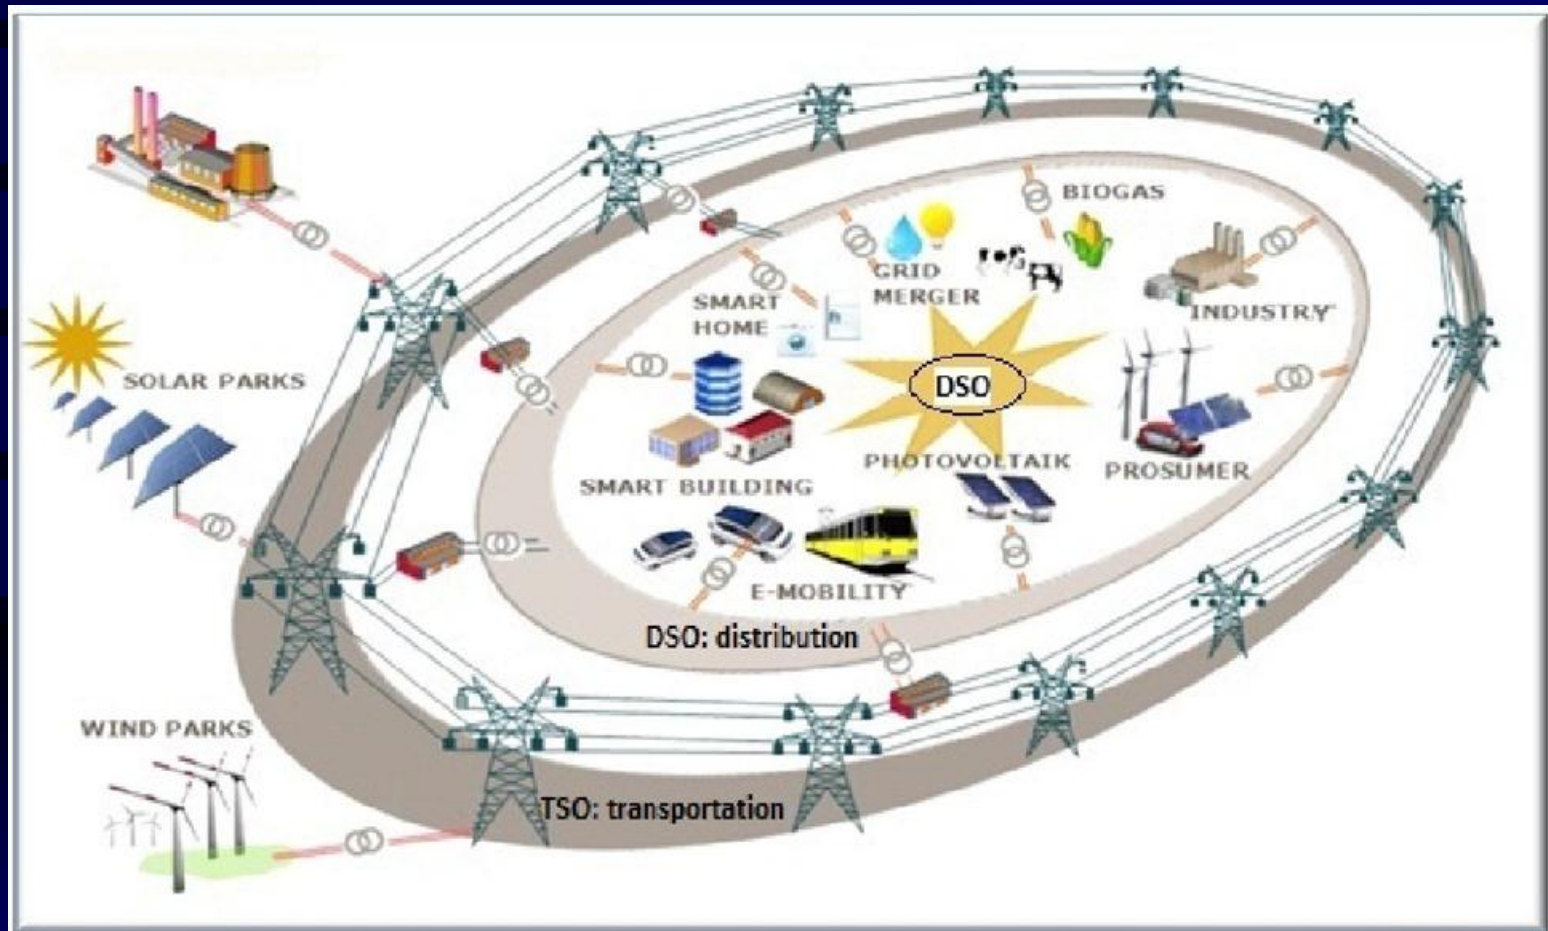 BIOGAS
GRID
MERGER
SMART
HOME
INDUSTRY
SOLAR PARKS
DSO
PHOTOVOLTAIK
PROSUMER
SMART BUILDING
E-MOBILITY
DSO: distribution
WIND PARKS
TSO: transportation